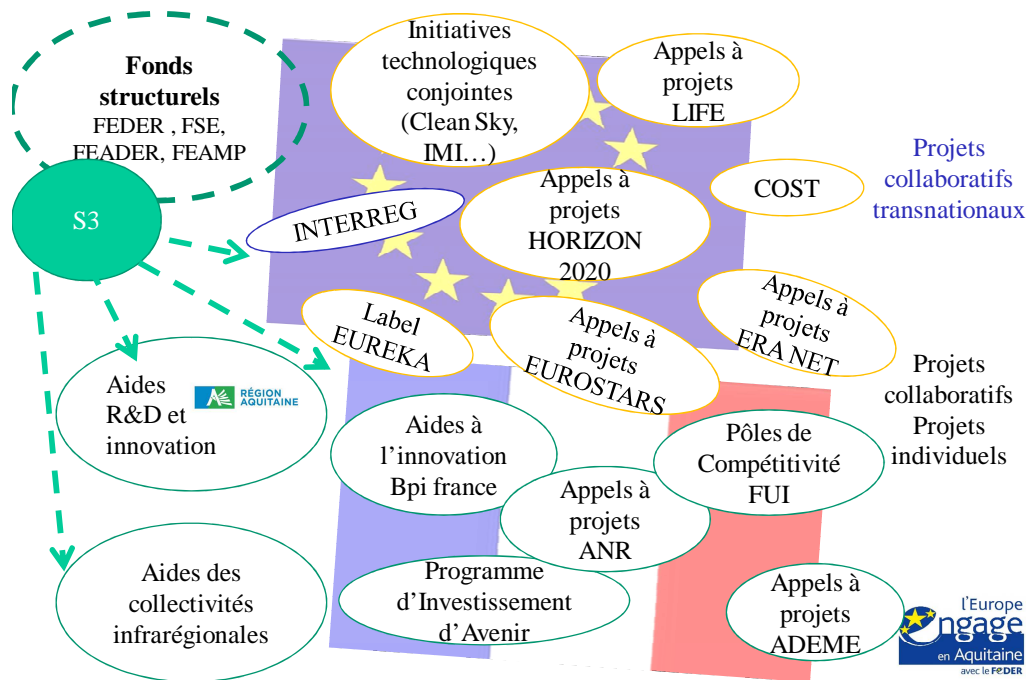 Fonds
structurels
FEDER , FSE,
FEADER, FEAMP
S3
Initiatives
technologiques
conjointes
(Clean Sky,
IMI…)
Appels à
projets
LIFE
Projets
collaboratifs
transnationaux
COST
INTERREG
Appels à
projets
HORIZON
2020
Label
EUREKA
Appels à
projets
EUROSTARS
Appels à
projets
ERA NET
Projets
collaboratifs
Projets
individuels
Aides
R&D et
innovation
RÉGION
AQUITAINE
Aides à
l’innovation
Bpi france
Appels à
projets
ANR
Pôles de
Compétitivité
FUI
Aides des
collectivités
infrarégionales
Programme
d’Investissement
d’Avenir
Appels à
projets
ADEME
l'Europe
engage
en Aquitaine
avec le FEDER